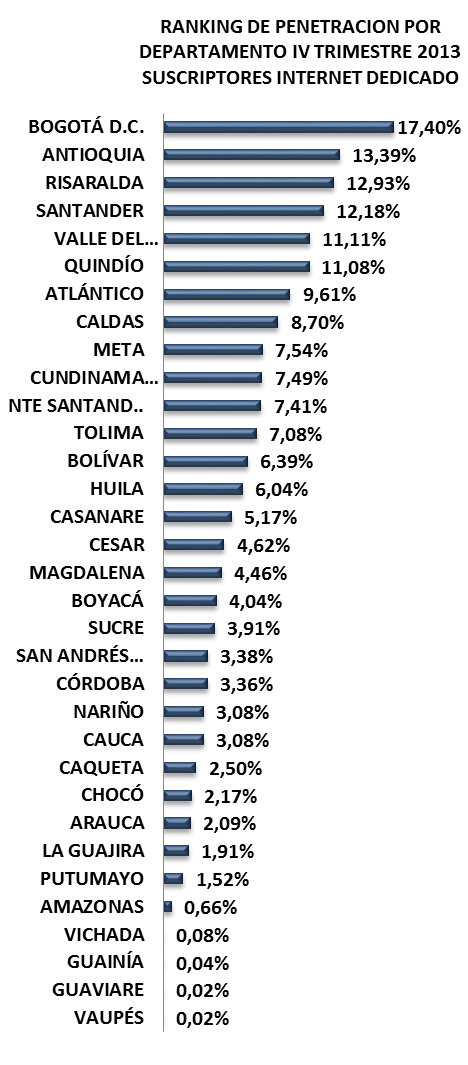 RANKING DE PENETRACION POR
DEPARTAMENTO IV TRIMESTRE 2013
SUSCRIPTORES INTERNET DEDICADO
BOGOTÁ D.C. 17,40%
ANTIOQUIA 13,39%
RISARALDA 12,93%
SANTANDER 12,18%
VALLE DEL... 11,11%
QUINDÍO 11,08%
ATLÁNTICO 9,61%
CALDAS 8,70%
META 7,54%
CUNDINAMA... 7,49%
NTE SANTAND.. 7,41%
TOLIMA 7,08%
BOLÍVAR 6,39%
HUILA 6,04%
CASANARE 5,17%
CESAR 4,62%
MAGDALENA 4,46%
BOYACÁ 4,04%
SUCRE 3,91%
SAN ANDRÉS... 3,38%
CÓRDOBA 3,36%
NARIÑO 3,08%
CAUCA 3,08%
CAQUETA 2,50%
CHOCÓ 2,17%
ARAUCA 2,09%
LA GUAJIRA 1,91%
PUTUMAYO 1,52%
AMAZONAS 0,66%
VICHADA 0,08%
GUAINÍA 0,04%
GUAVIARE 0,02%
VAUPÉS 0,02%